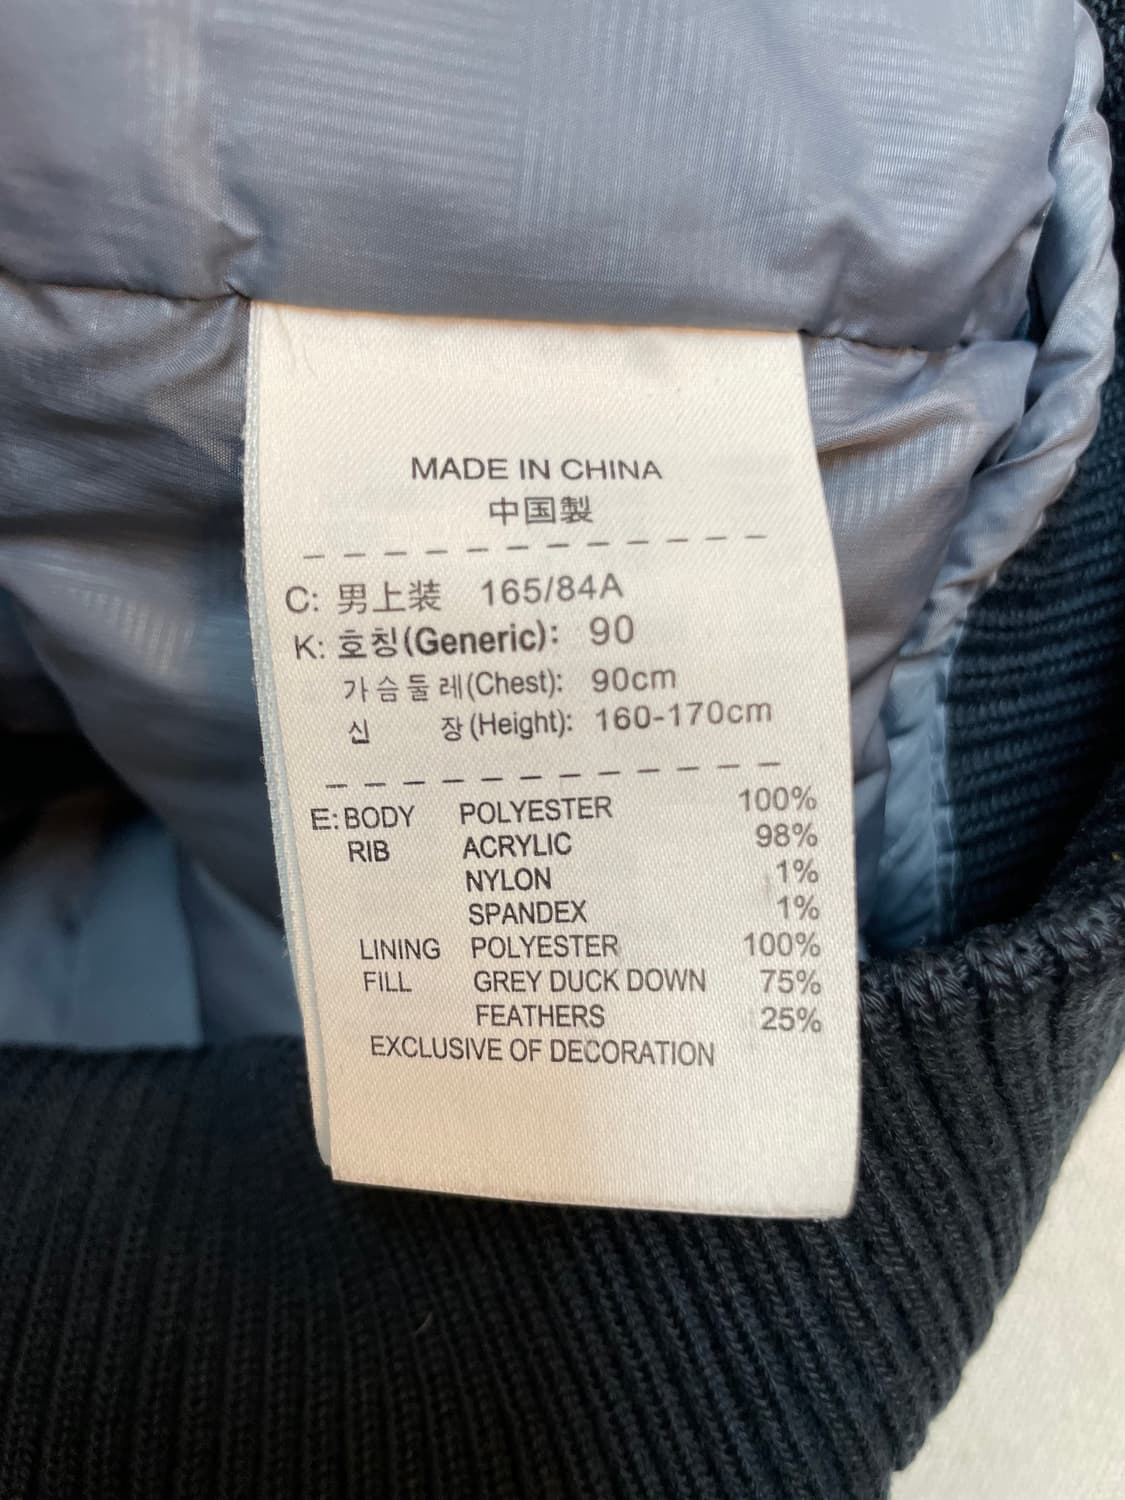 MADE IN CHINA
中国製
C: 男上装 165/84A
K: 호칭(Generic): 90
가슴둘레(Chest): 90cm
신 장(Height): 160-170cm
E: BODY POLYESTER 100%
RIB ACRYLIC 98%
NYLON 1%
SPANDEX 1%
LINING POLYESTER 100%
FILL GREY DUCK DOWN 75%
FEATHERS 25%
EXCLUSIVE OF DECORATION